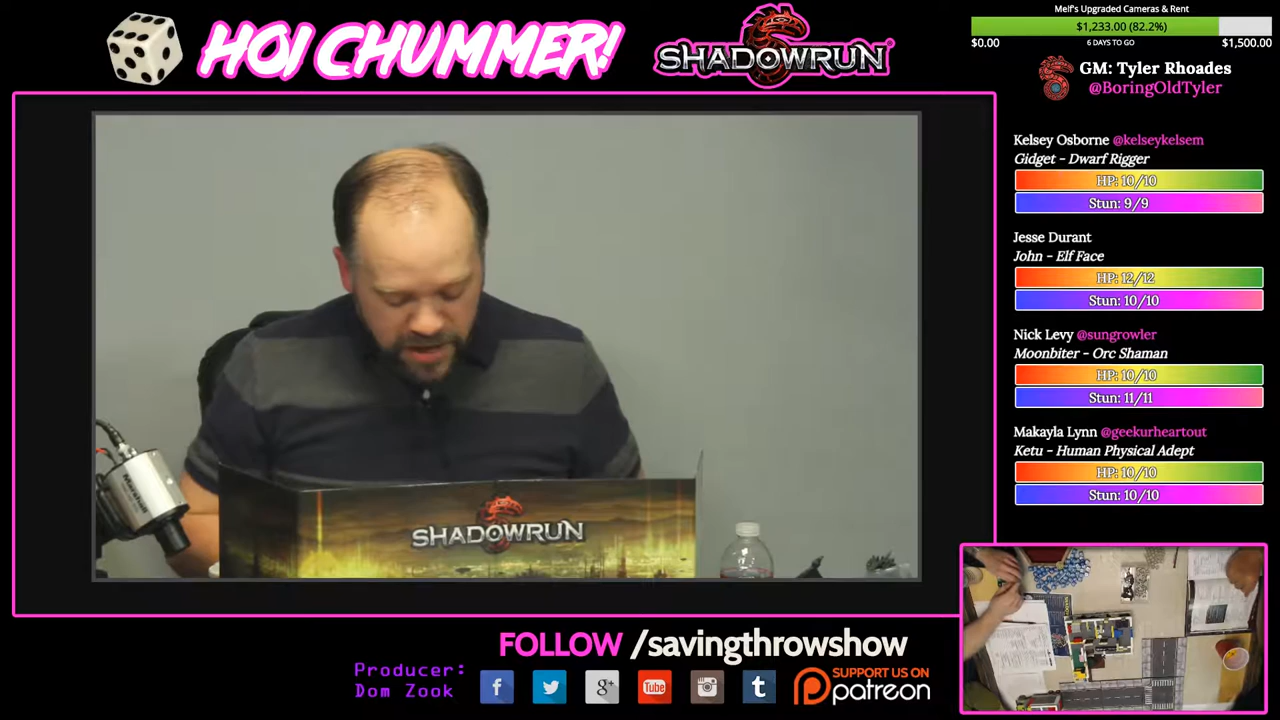 HOI CHUMMER!
SHADOWRUN
Melf's Upgraded Cameras & Rent
$1,233.00 (82.2%)
$0.00
6 DAYS TO GO
$1,500.00
GM: Tyler Rhoades
@BoringOldTyler
Kelsey Osborne @kelseykelsem
Gidget - Dwarf Rigger
HP: 10/10
Stun: 9/9
Jesse Durant
John - Elf Face
HP: 12/12
Stun: 10/10
Nick Levy @sungrowler
Moonbiter - Orc Shaman
HP: 10/10
Stun: 11/11
Makayla Lynn @geekurheartout
Ketu - Human Physical Adept
HP: 10/10
Stun: 10/10
SHADOWRUN
FOLLOW /savingthrowshow
Producer:
Dom Zook
f
g+
You Tube
t
SUPPORT US ON
patreon